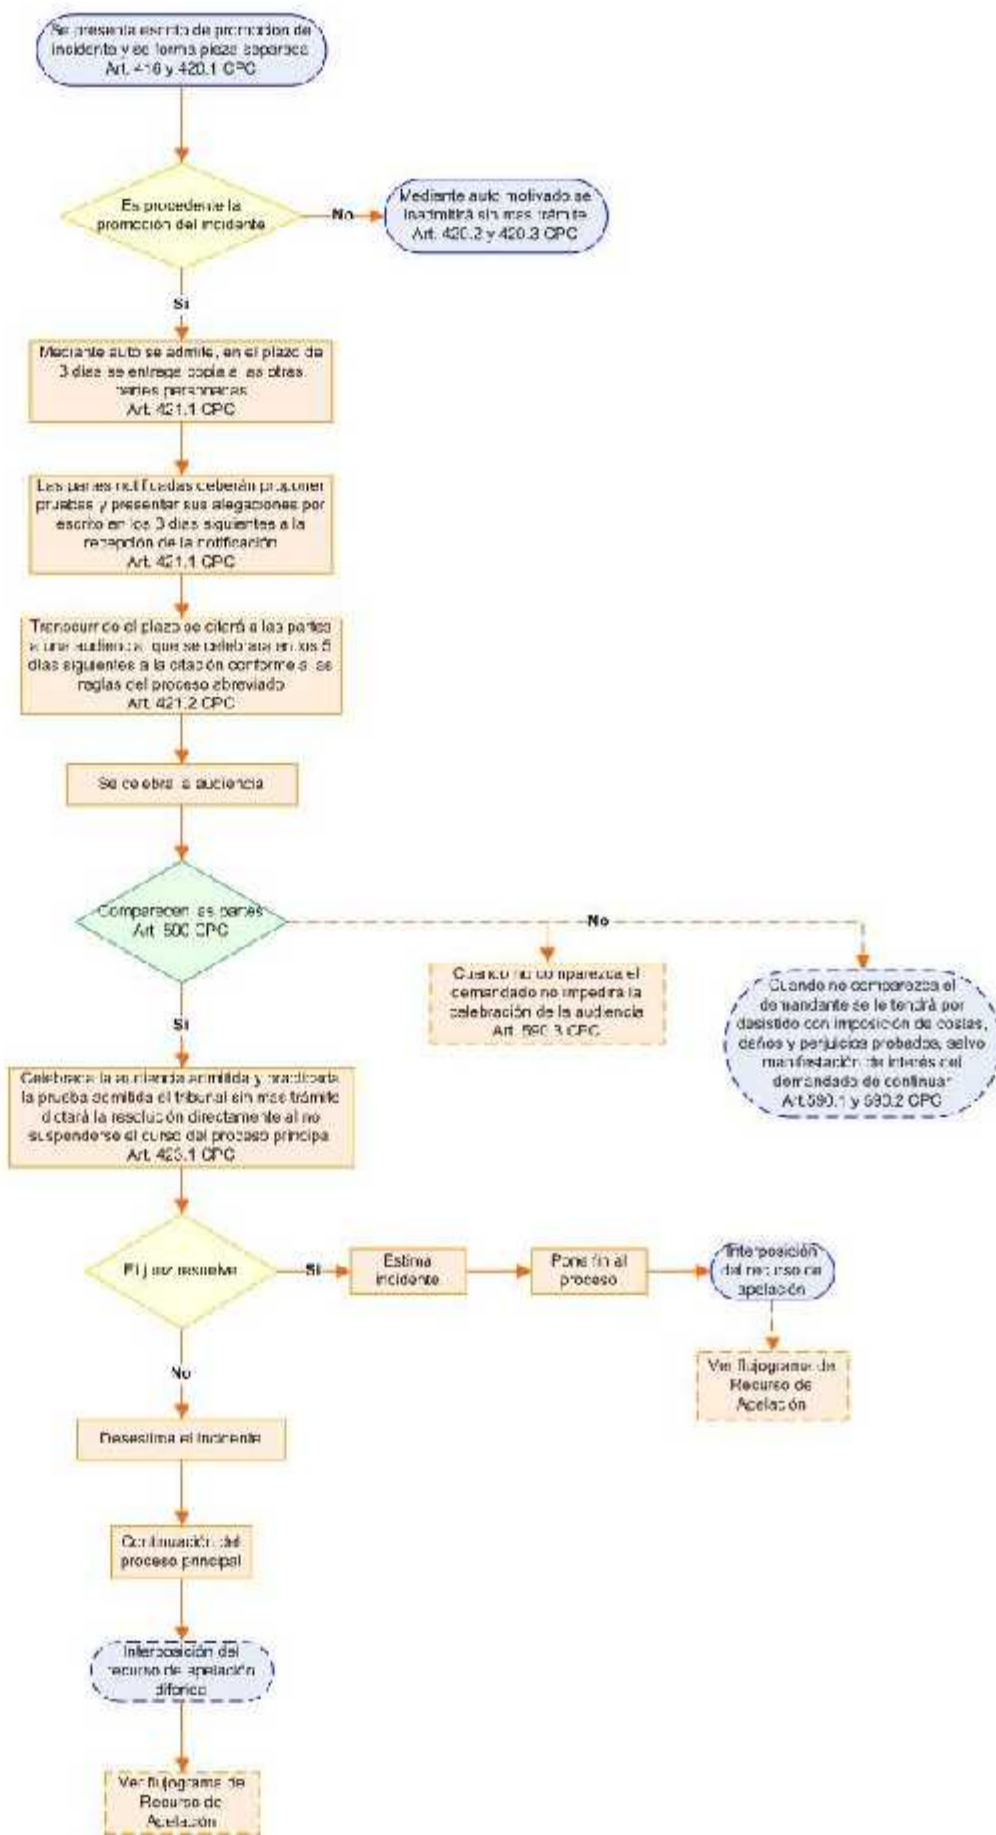 Se presenta escrito de promoción de
incidente y se forma pieza separada
Art. 416 y 420.1 CPC
Es procedente la
promoción del incidente
No
Mediante auto motivado se
inadmitirá sin mas trámite
Art. 420.2 y 420.3 CPC
Si
Mediante auto se admite, en el plazo de
3 días se entrega copia a las otras
partes personadas
Art. 421.1 CPC
Las partes notificadas deberán proponer
pruebas y presentar sus alegaciones por
escrito en los 3 días siguientes a la
recepción de la notificación
Art. 421.1 CPC
Transcurrido el plazo se citará a las partes
a una audiencia que se celebrara en los 5
días siguientes a la citación conforme a las
reglas del proceso abreviado
Art. 421.2 CPC
Se celebra la audiencia
Comparecen las partes
Art. 590 CPC
No
Cuando no comparezca el
demandado no impedirá la
celebración de la audiencia
Art. 590.3 CPC
Cuando no comparezca el
demandante se le tendrá por
desistido con imposición de costas,
daños y perjuicios probados, salvo
manifestación de interés del
demandado de continuar
Art.590.1 y 590.2 CPC
Si
Celebrada la audiencia admitida y practicada
la prueba admitida el tribunal sin mas trámite
dictará la resolución directamente al no
suspenderse el curso del proceso principal
Art. 423.1 CPC
El juez resuelve
Si
Estima
incidente
Pone fin al
proceso
Interposición
del recurso de
apelación
Ver flujograma de
Recurso de
Apelación
No
Desestima el incidente
Continuación del
proceso principal
Interposición del
recurso de apelación
diferida
Ver flujograma de
Recurso de
Apelación